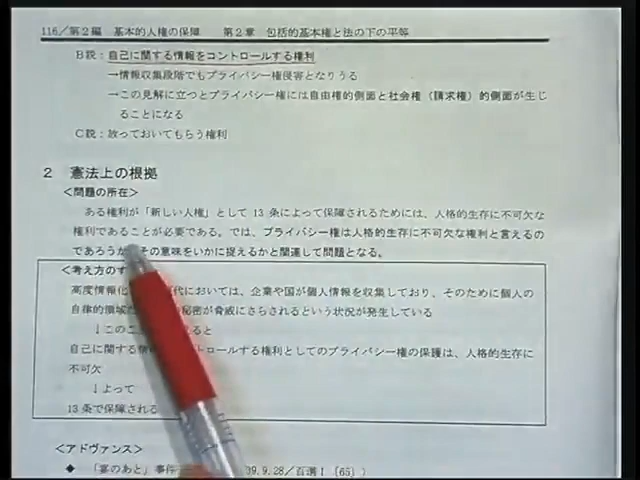 116/第2編 基本的人権の保障 第2章 包括的基本権と法の下の平等
B説：自己に関する情報をコントロールする権利
→情報収集段階でもプライバシー権侵害となりうる
→この見解に立つとプライバシー権には自由権的側面と社会権（請求権）的側面が生じ
ることになる
C説：放っておいてもらう権利
2 憲法上の根拠
＜問題の所在＞
ある権利が「新しい人権」として13条によって保障されるためには、人格的生存に不可欠な
権利であることが必要である。では、プライバシー権は人格的生存に不可欠な権利と言えるの
であろうか。その意味をいかに捉えるかと関連して問題となる。
＜考え方のす
高度情報化 代においては、企業や国が個人情報を収集しており、そのために個人の
自律的領域 秘密が脅威にさらされるという状況が発生している
↓このこ ると
自己に関する情 トロールする権利としてのプライバシー権の保護は、人格的生存に
不可欠
↓よって
13条で保障される
＜アドヴァンス＞
◆ 「宴のあと」事件 39.9.28/百選Ⅰ〔65〕）